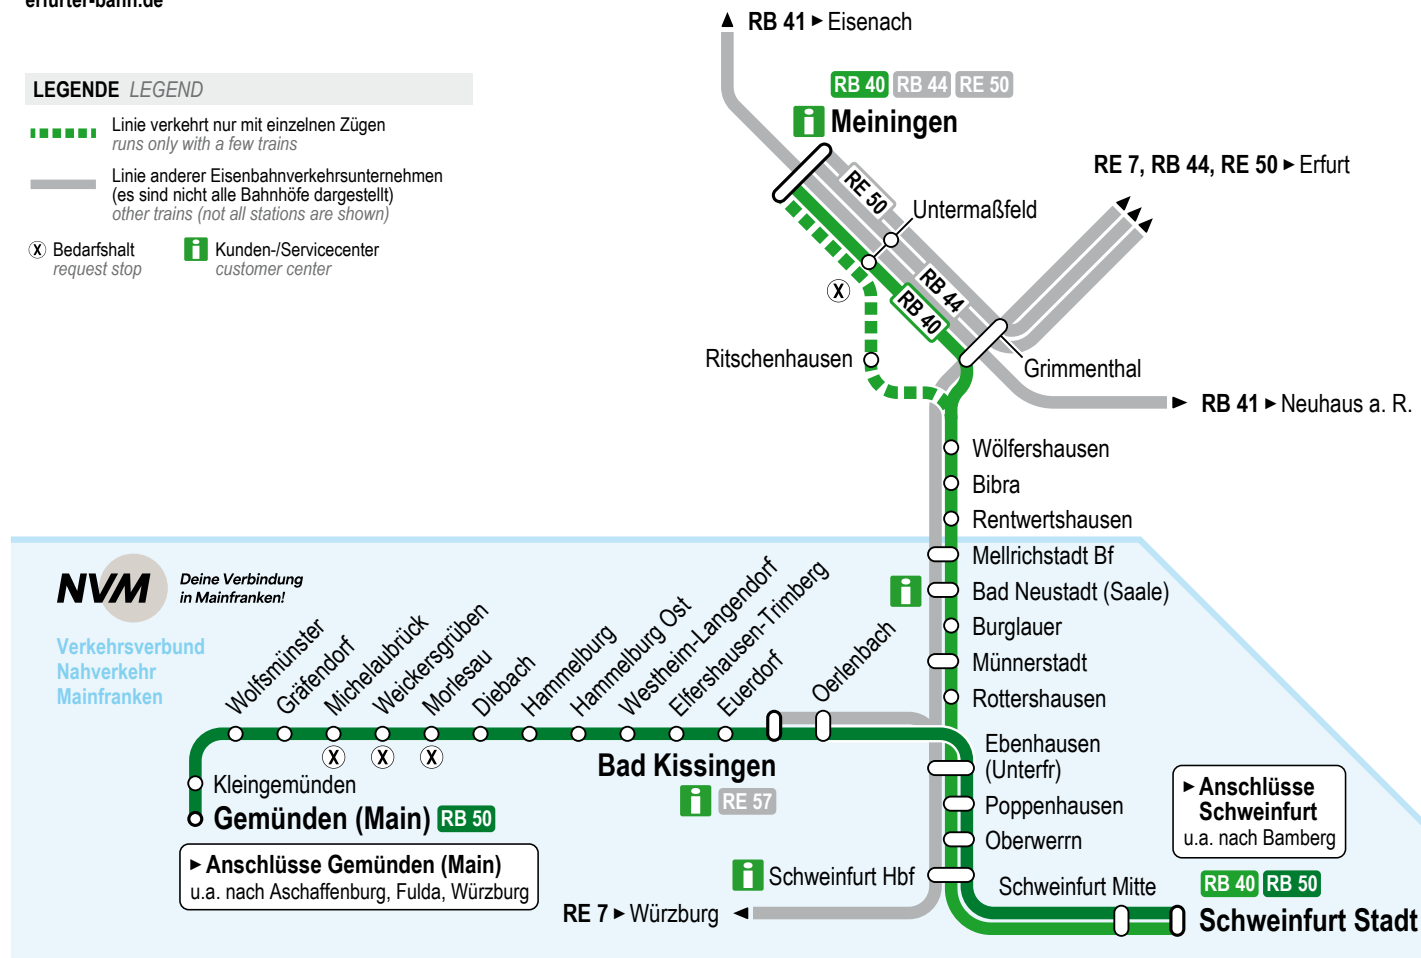 erfurter-bahn.de
LEGENDE LEGEND
Linie verkehrt nur mit einzelnen Zügen
runs only with a few trains
Linie anderer Eisenbahnverkehrsunternehmen
(es sind nicht alle Bahnhöfe dargestellt)
other trains (not all stations are shown)
X Bedarfshalt
request stop
i Kunden-/Servicecenter
customer center
RB 41 ► Eisenach
RB 40 RB 44 RE 50
i Meiningen
RE 7, RB 44, RE 50 ► Erfurt
RE 50
Untermaßfeld
RB 44
RB 40
X
Ritschenhausen
Grimmenthal
RB 41 ► Neuhaus a. R.
Wölfershausen
Bibra
Rentwertshausen
Mellrichstadt Bf
i Bad Neustadt (Saale)
Burglauer
Münnerstadt
Rottershausen
NVM
Deine Verbindung
in Mainfranken!
Verkehrsverbund
Nahverkehr
Mainfranken
Wolfsmünster
Gräfendorf
Michelaubrück
Weickersgrüben
Morlesau
Diebach
Hammelburg
Hammelburg Ost
Westheim-Langendorf
Elfershausen-Trimberg
Euerdorf
Oerlenbach
X X X
Kleingemünden
Gemünden (Main) RB 50
► Anschlüsse Gemünden (Main)
u.a. nach Aschaffenburg, Fulda, Würzburg
Bad Kissingen
i RE 57
Ebenhausen
(Unterfr)
Poppenhausen
Oberwerrn
i Schweinfurt Hbf
RE 7 ► Würzburg
Schweinfurt Mitte
► Anschlüsse
Schweinfurt
u.a. nach Bamberg
RB 40 RB 50
Schweinfurt Stadt